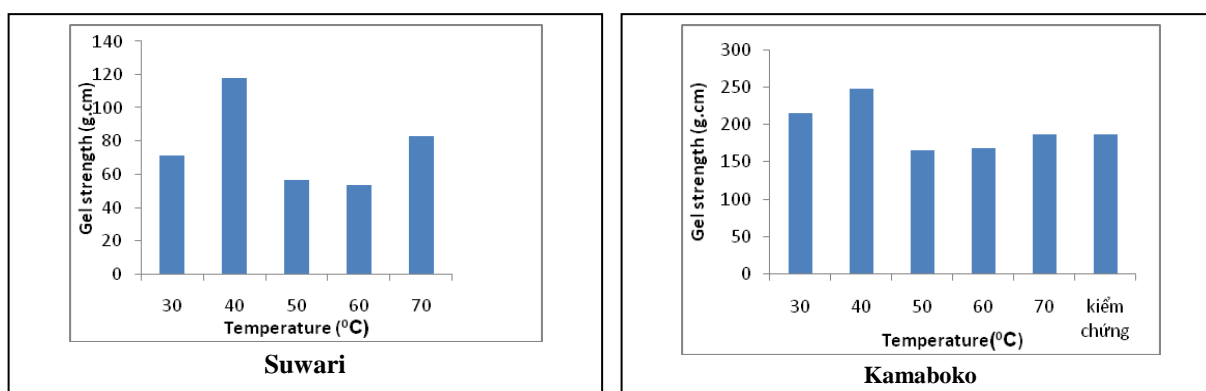 Gel strength (g.cm)
140
120
100
80
60
40
20
0
30 40 50 60 70
Temperature (⁰C)
Suwari
Gel strength (g.cm)
300
250
200
150
100
50
0
30 40 50 60 70 kiểm
chứng
Temperature(⁰C)
Kamaboko